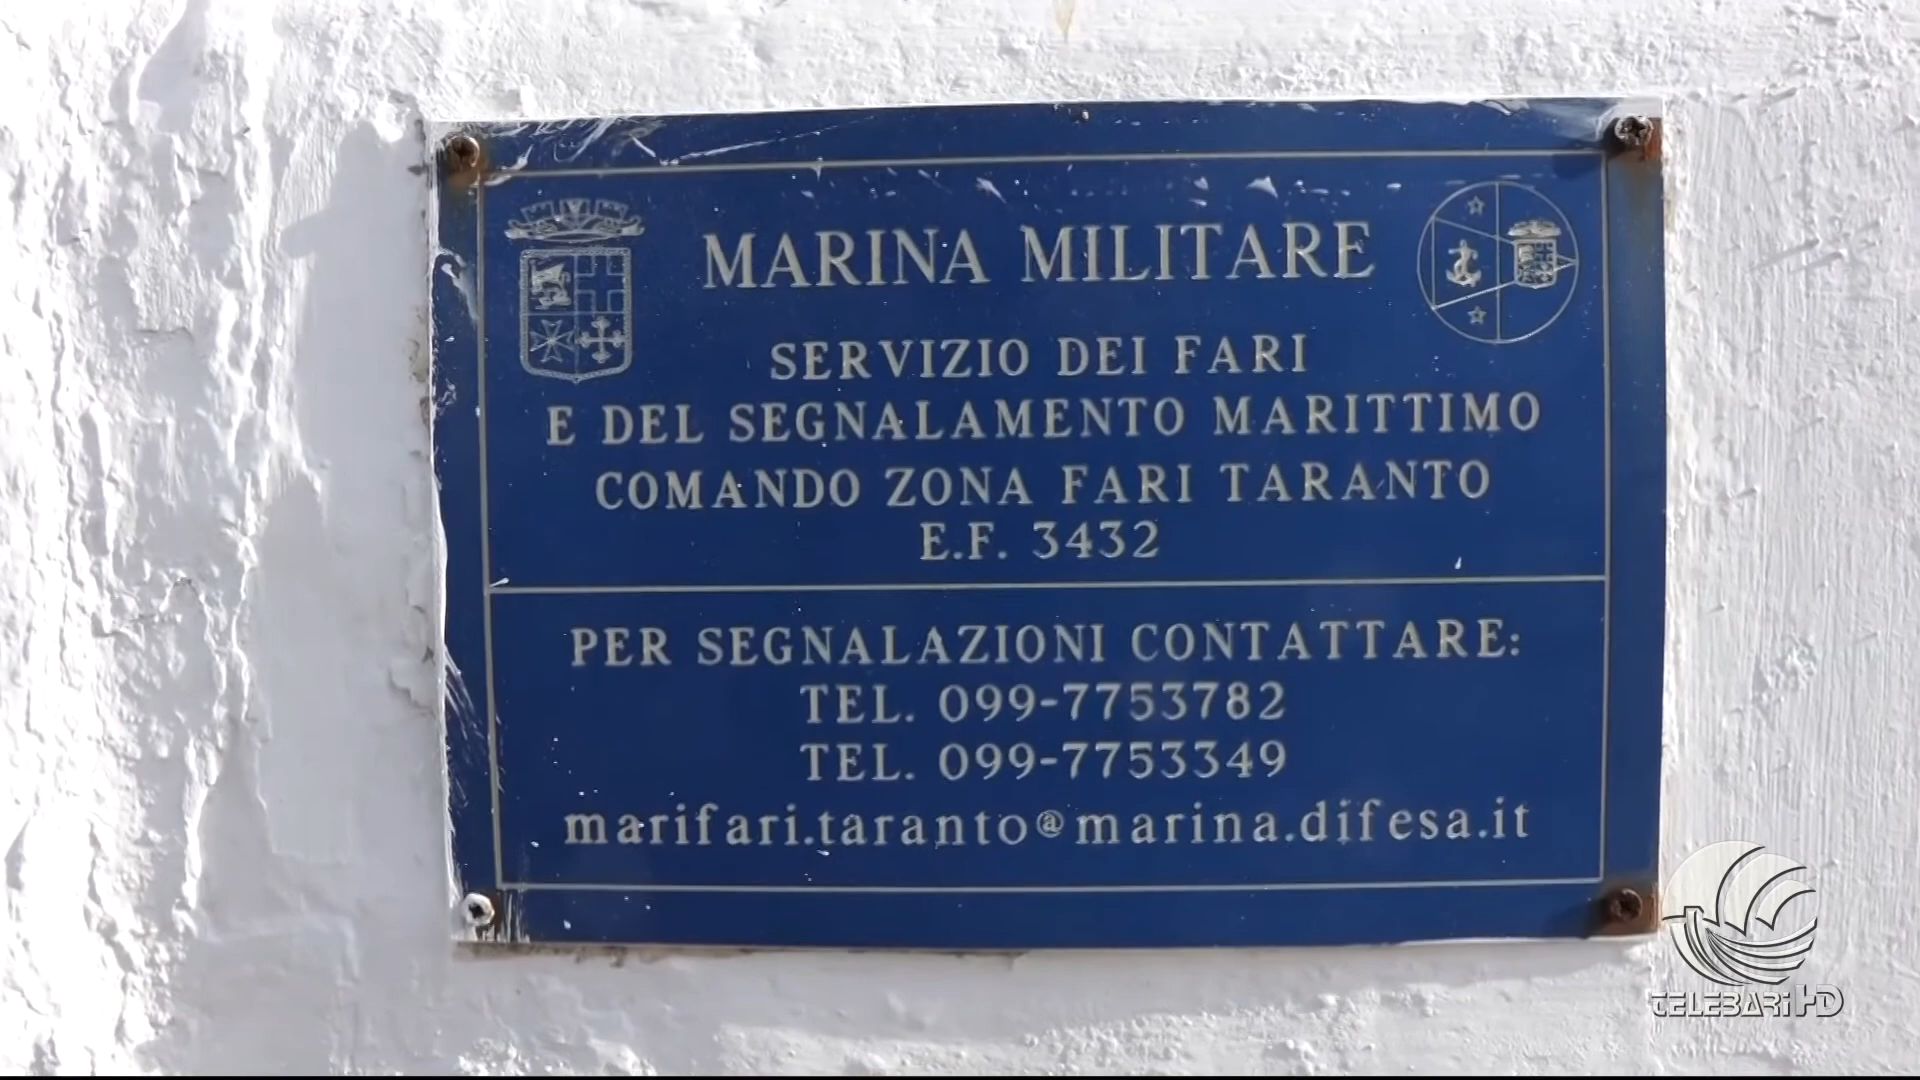 MARINA MILITARE
SERVIZIO DEI FARI
E DEL SEGNALAMENTO MARITTIMO
COMANDO ZONA FARI TARANTO
E.F. 3432
PER SEGNALAZIONI CONTATTARE:
TEL. 099-7753782
TEL. 099-7753349
marifari.taranto@marina.difesa.it
TELEBARI HD